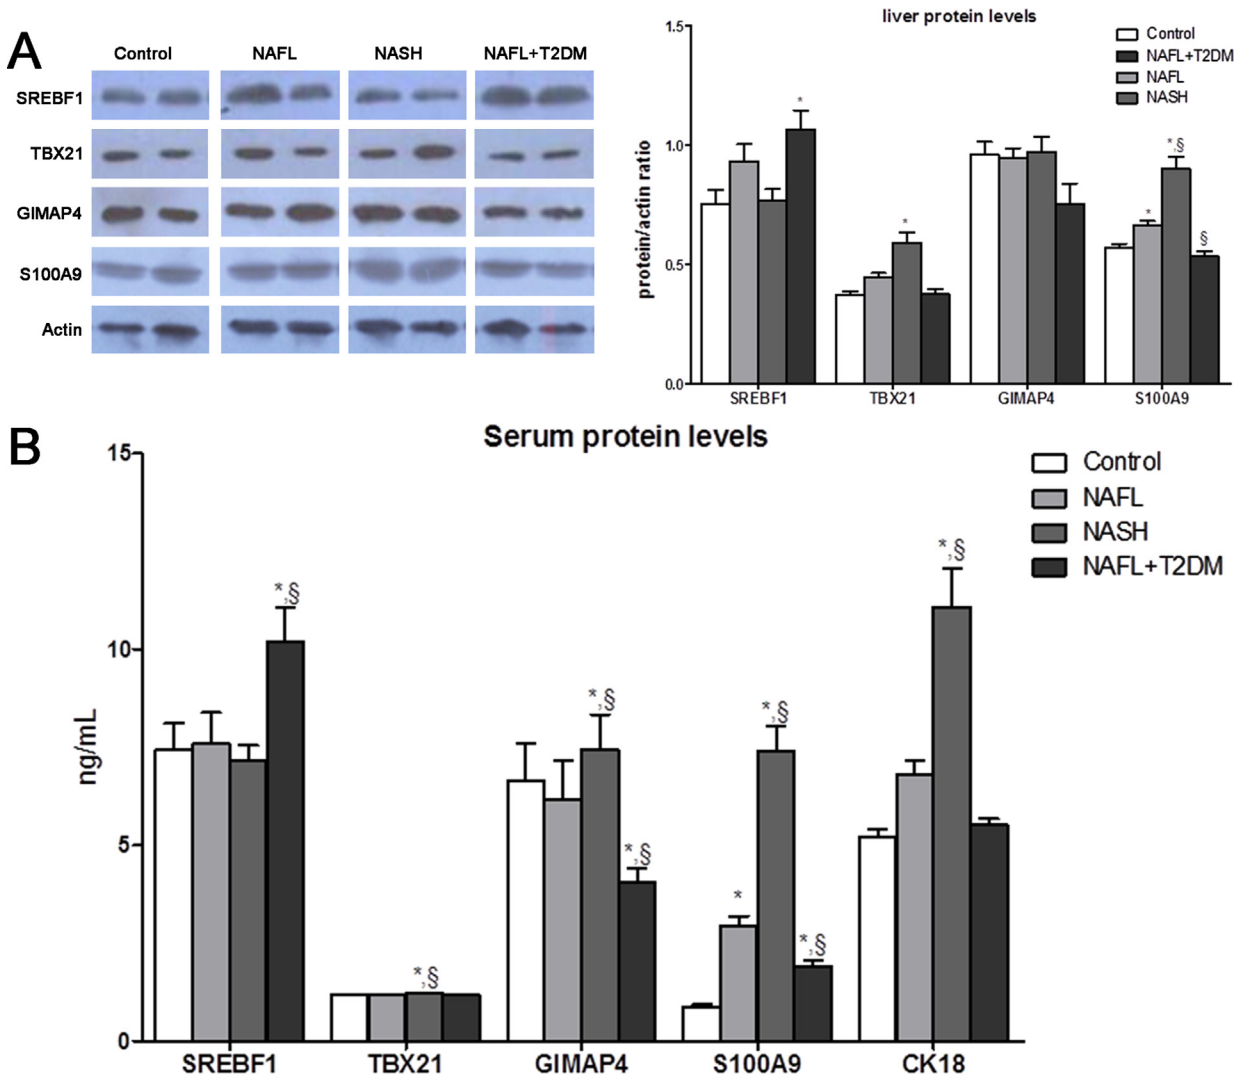 A
Control NAFL NASH NAFL+T2DM
SREBF1
TBX21
GIMAP4
S100A9
Actin
liver protein levels
Control
NAFL+T2DM
NAFL
NASH
protein/actin ratio
1.5
1.0
0.5
0.0
* * * *,§ §
SREBF1 TBX21 GIMAP4 S100A9
B
Serum protein levels
Control
NAFL
NASH
NAFL+T2DM
ng/mL
15
10
5
0
*,§ *,§ *,§ *,§ * *,§ *,§ *,§
SREBF1 TBX21 GIMAP4 S100A9 CK18